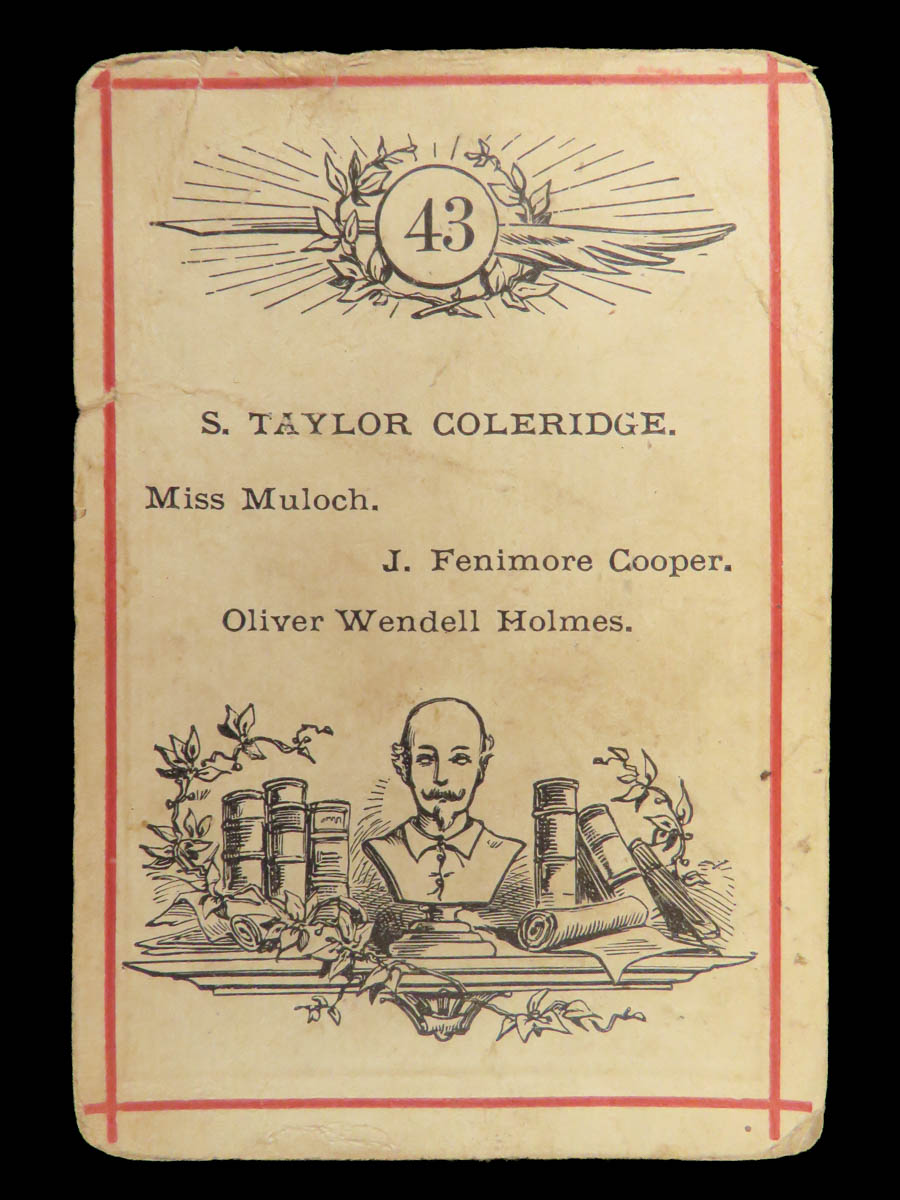 43
S. TAYLOR COLERIDGE.
Miss Muloch.
J. Fenimore Cooper.
Oliver Wendell Holmes.